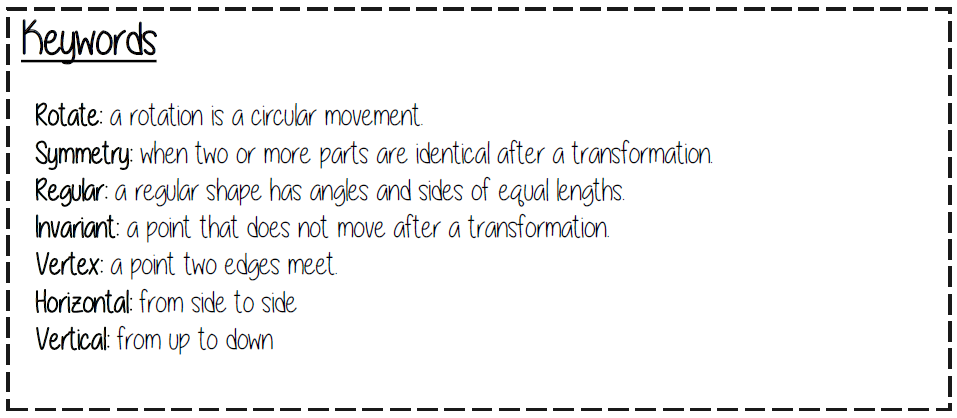 Keywords
Rotate: a rotation is a circular movement.
Symmetry: when two or more parts are identical after a transformation.
Regular: a regular shape has angles and sides of equal lengths.
Invariant: a point that does not move after a transformation.
Vertex: a point two edges meet.
Horizontal: from side to side
Vertical: from up to down